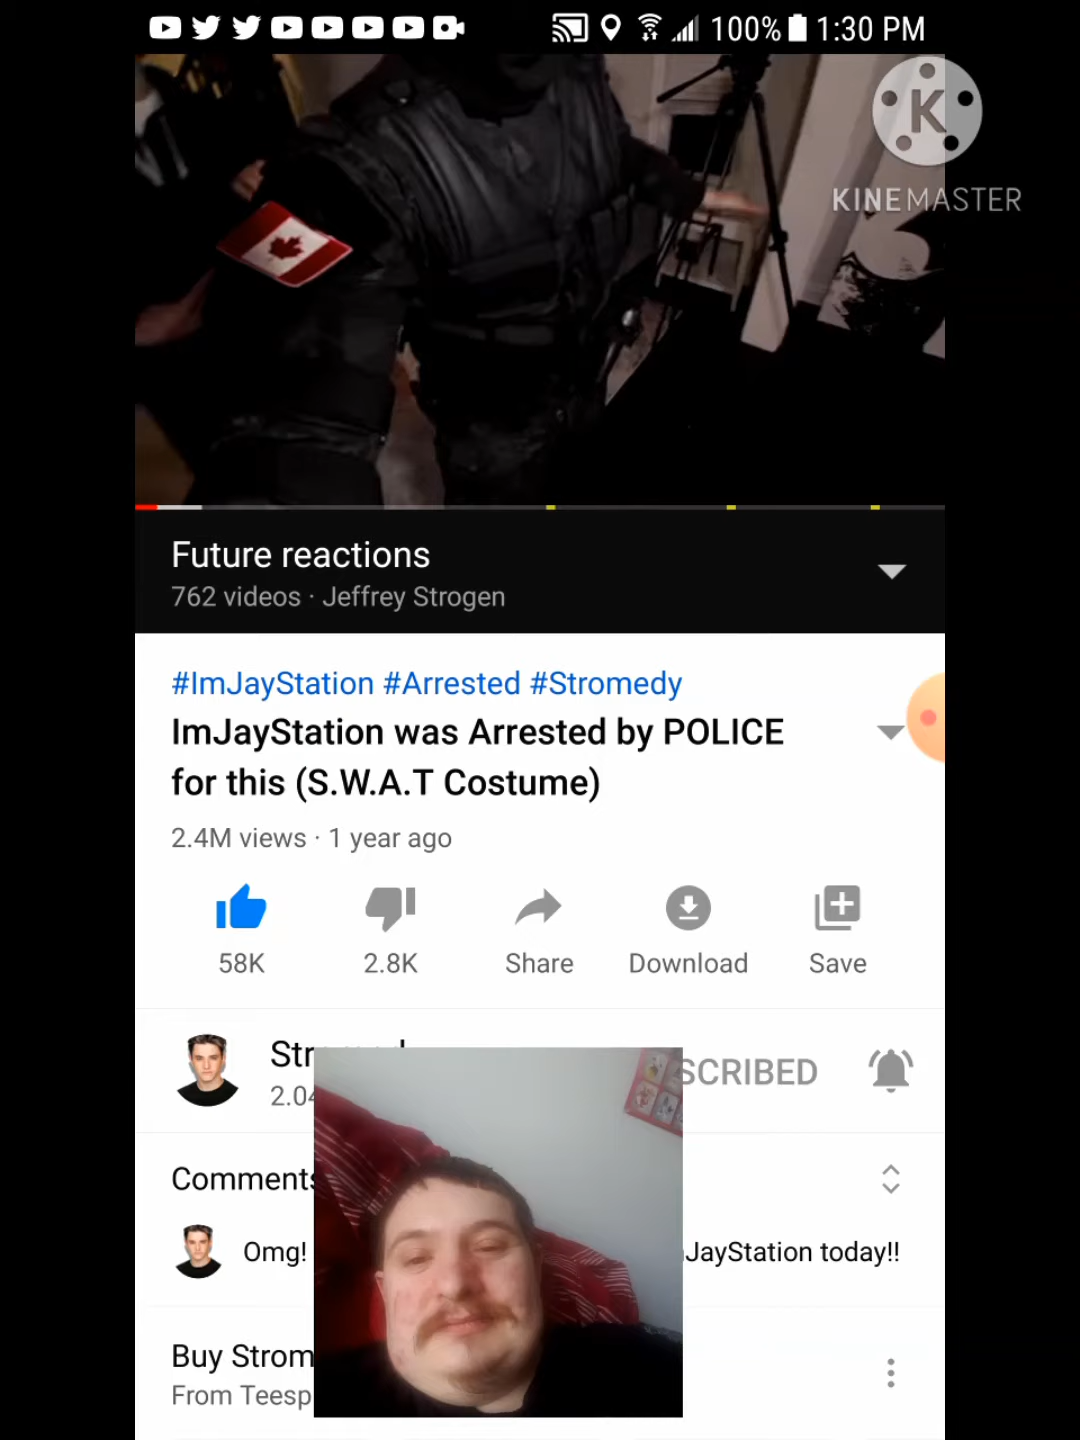 100% 1:30 PM
K
KINEMASTER
Future reactions
762 videos · Jeffrey Strogen
#ImJayStation #Arrested #Stromedy
ImJayStation was Arrested by POLICE
for this (S.W.A.T Costume)
2.4M views · 1 year ago
58K 2.8K Share Download Save
SCRIBED
Comments
Omg! JayStation today!!
Buy Strom
From Teesp